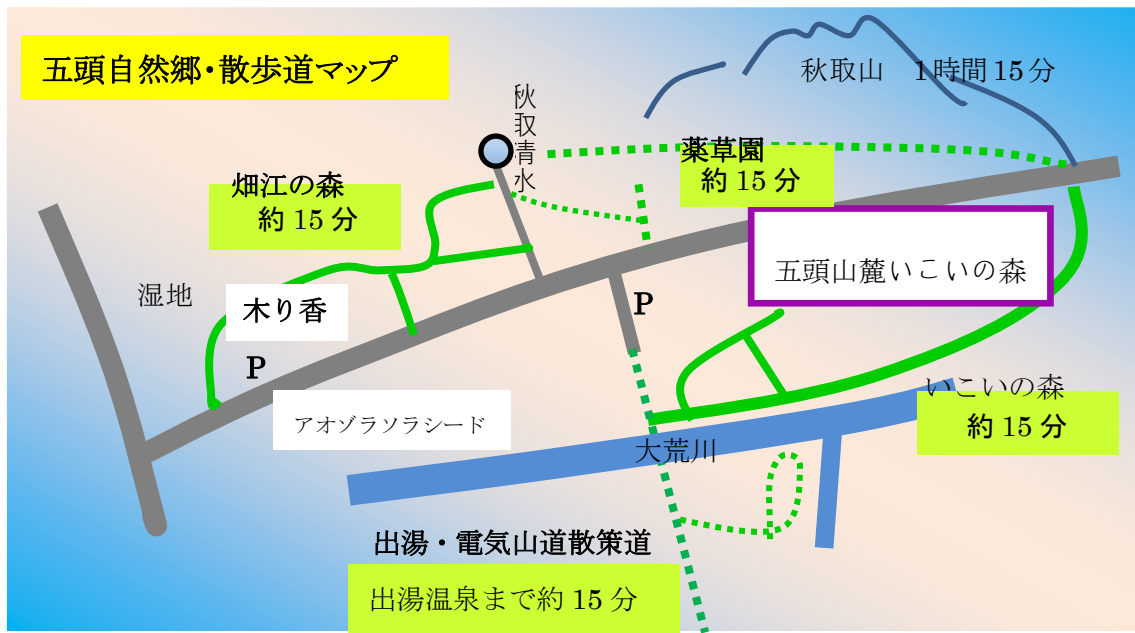 五頭自然郷・散歩道マップ
秋取山　1時間15分
秋取清水
薬草園
約 15 分
畑江の森
約 15 分
五頭山麓いこいの森
湿地
木り香
P
P
アオゾラソラシード
いこいの森
約 15 分
大荒川
出湯・電気山道散策道
出湯温泉まで約 15 分